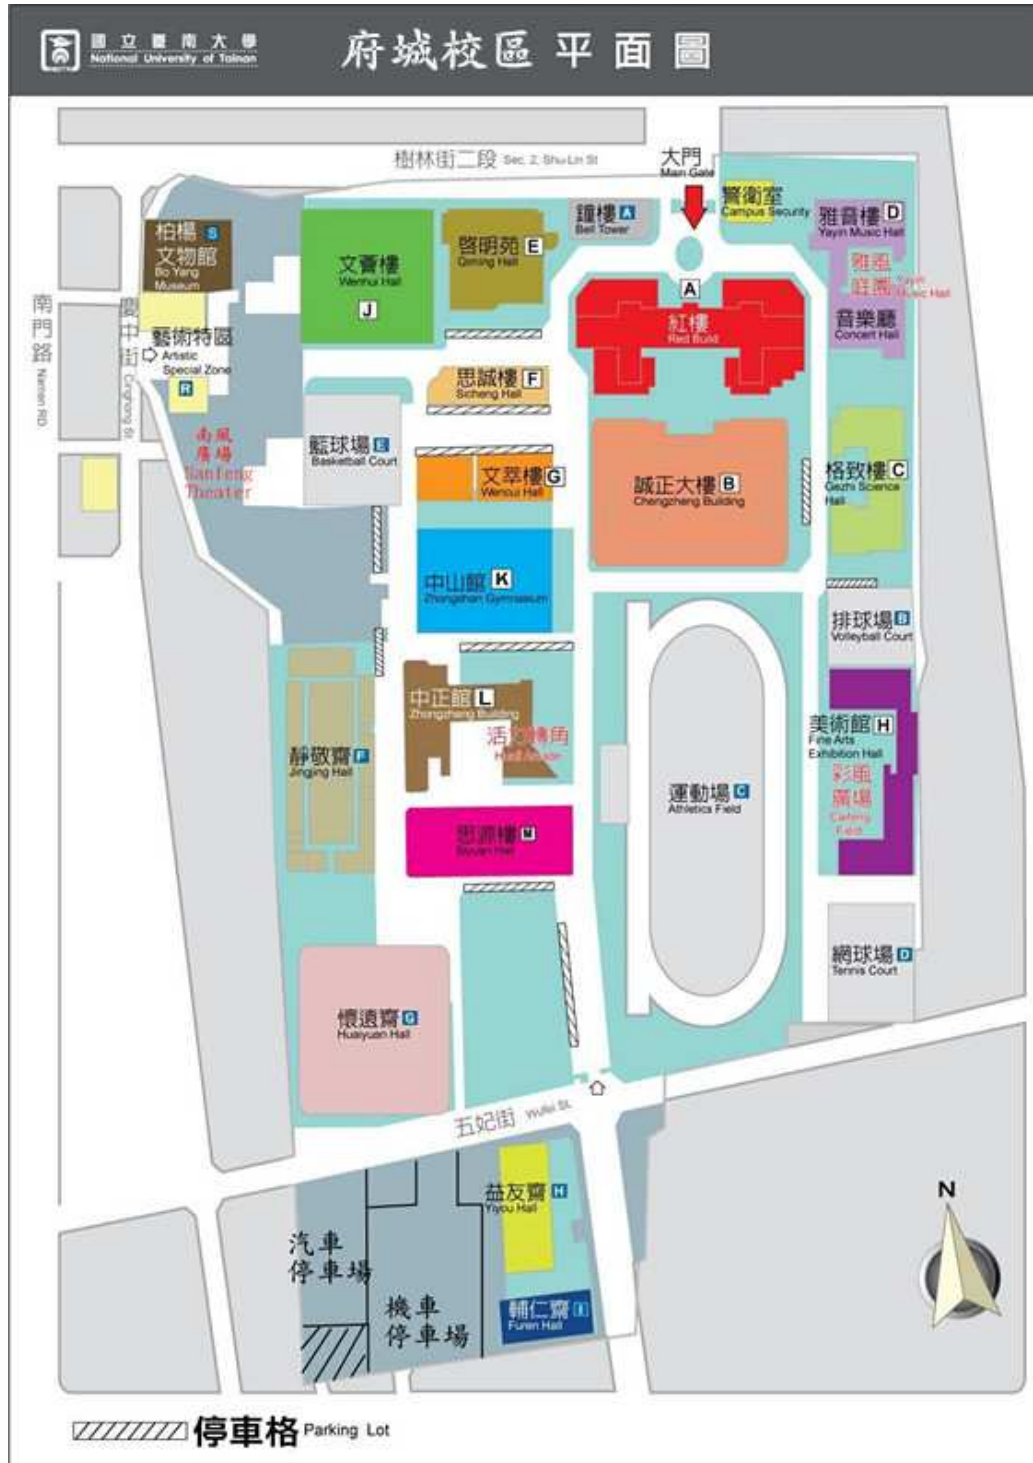 國立臺南大學
National University of Tainan
府城校區平面圖
樹林街二段 Sec. 2, Shu-Lin St
大門
Main Gate
警衛室
Campus Security
鐘樓 A
Bell Tower
雅音樓 D
Yayin Music Hall
雅風
庭園
Music Hall
音樂廳
Concert Hall
柏楊 S
文物館
Bo Yang
Museum
文薈樓
Wenhui Hall
J
啓明苑 E
Qiming Hall
A
紅樓
Red Build
南門路 Nanmen RD
慶中街
藝術特區
Artistic
Special Zone
R
思誠樓 F
Sicheng Hall
南風
廣場
Nanfeng
Theater
籃球場 E
Basketball Court
文萃樓 G
Wencui Hall
誠正大樓 B
Chengzheng Building
格致樓 C
Gezhi Science
Hall
中山館 K
Zhongshan Gymnasium
排球場 B
Volleyball Court
中正館 L
Zhongzheng Building
靜敬齋 F
Jingjing Hall
美術館 H
Fine Arts
Exhibition Hall
彩風
廣場
Caifeng
Field
運動場 C
Athletics Field
思源樓 M
Siyuan Hall
網球場 D
Tennis Court
懷遠齋 G
Huaiyuan Hall
五妃街 Wufei St.
益友齋 H
Yiyou Hall
汽車
停車場
機車
停車場
輔仁齋 I
Furen Hall
N
停車格 Parking Lot